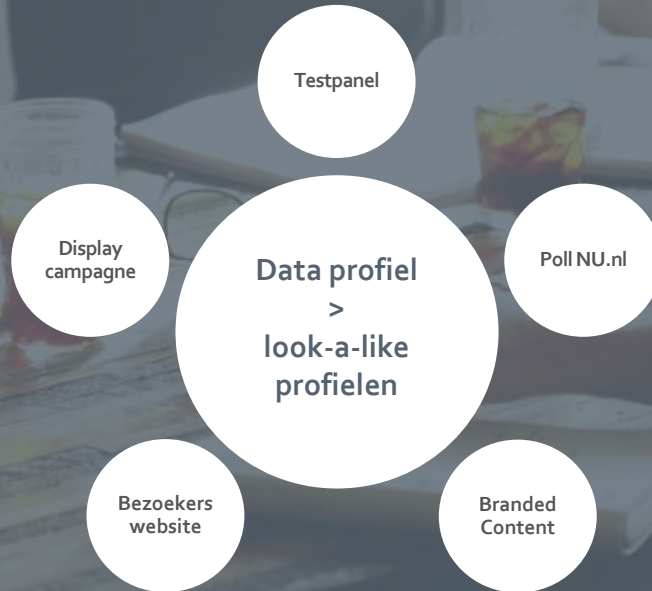 Testpanel
Display
campagne
Data profiel
>
look-a-like
profielen
Poll NU.nl
Bezoekers
website
Branded
Content